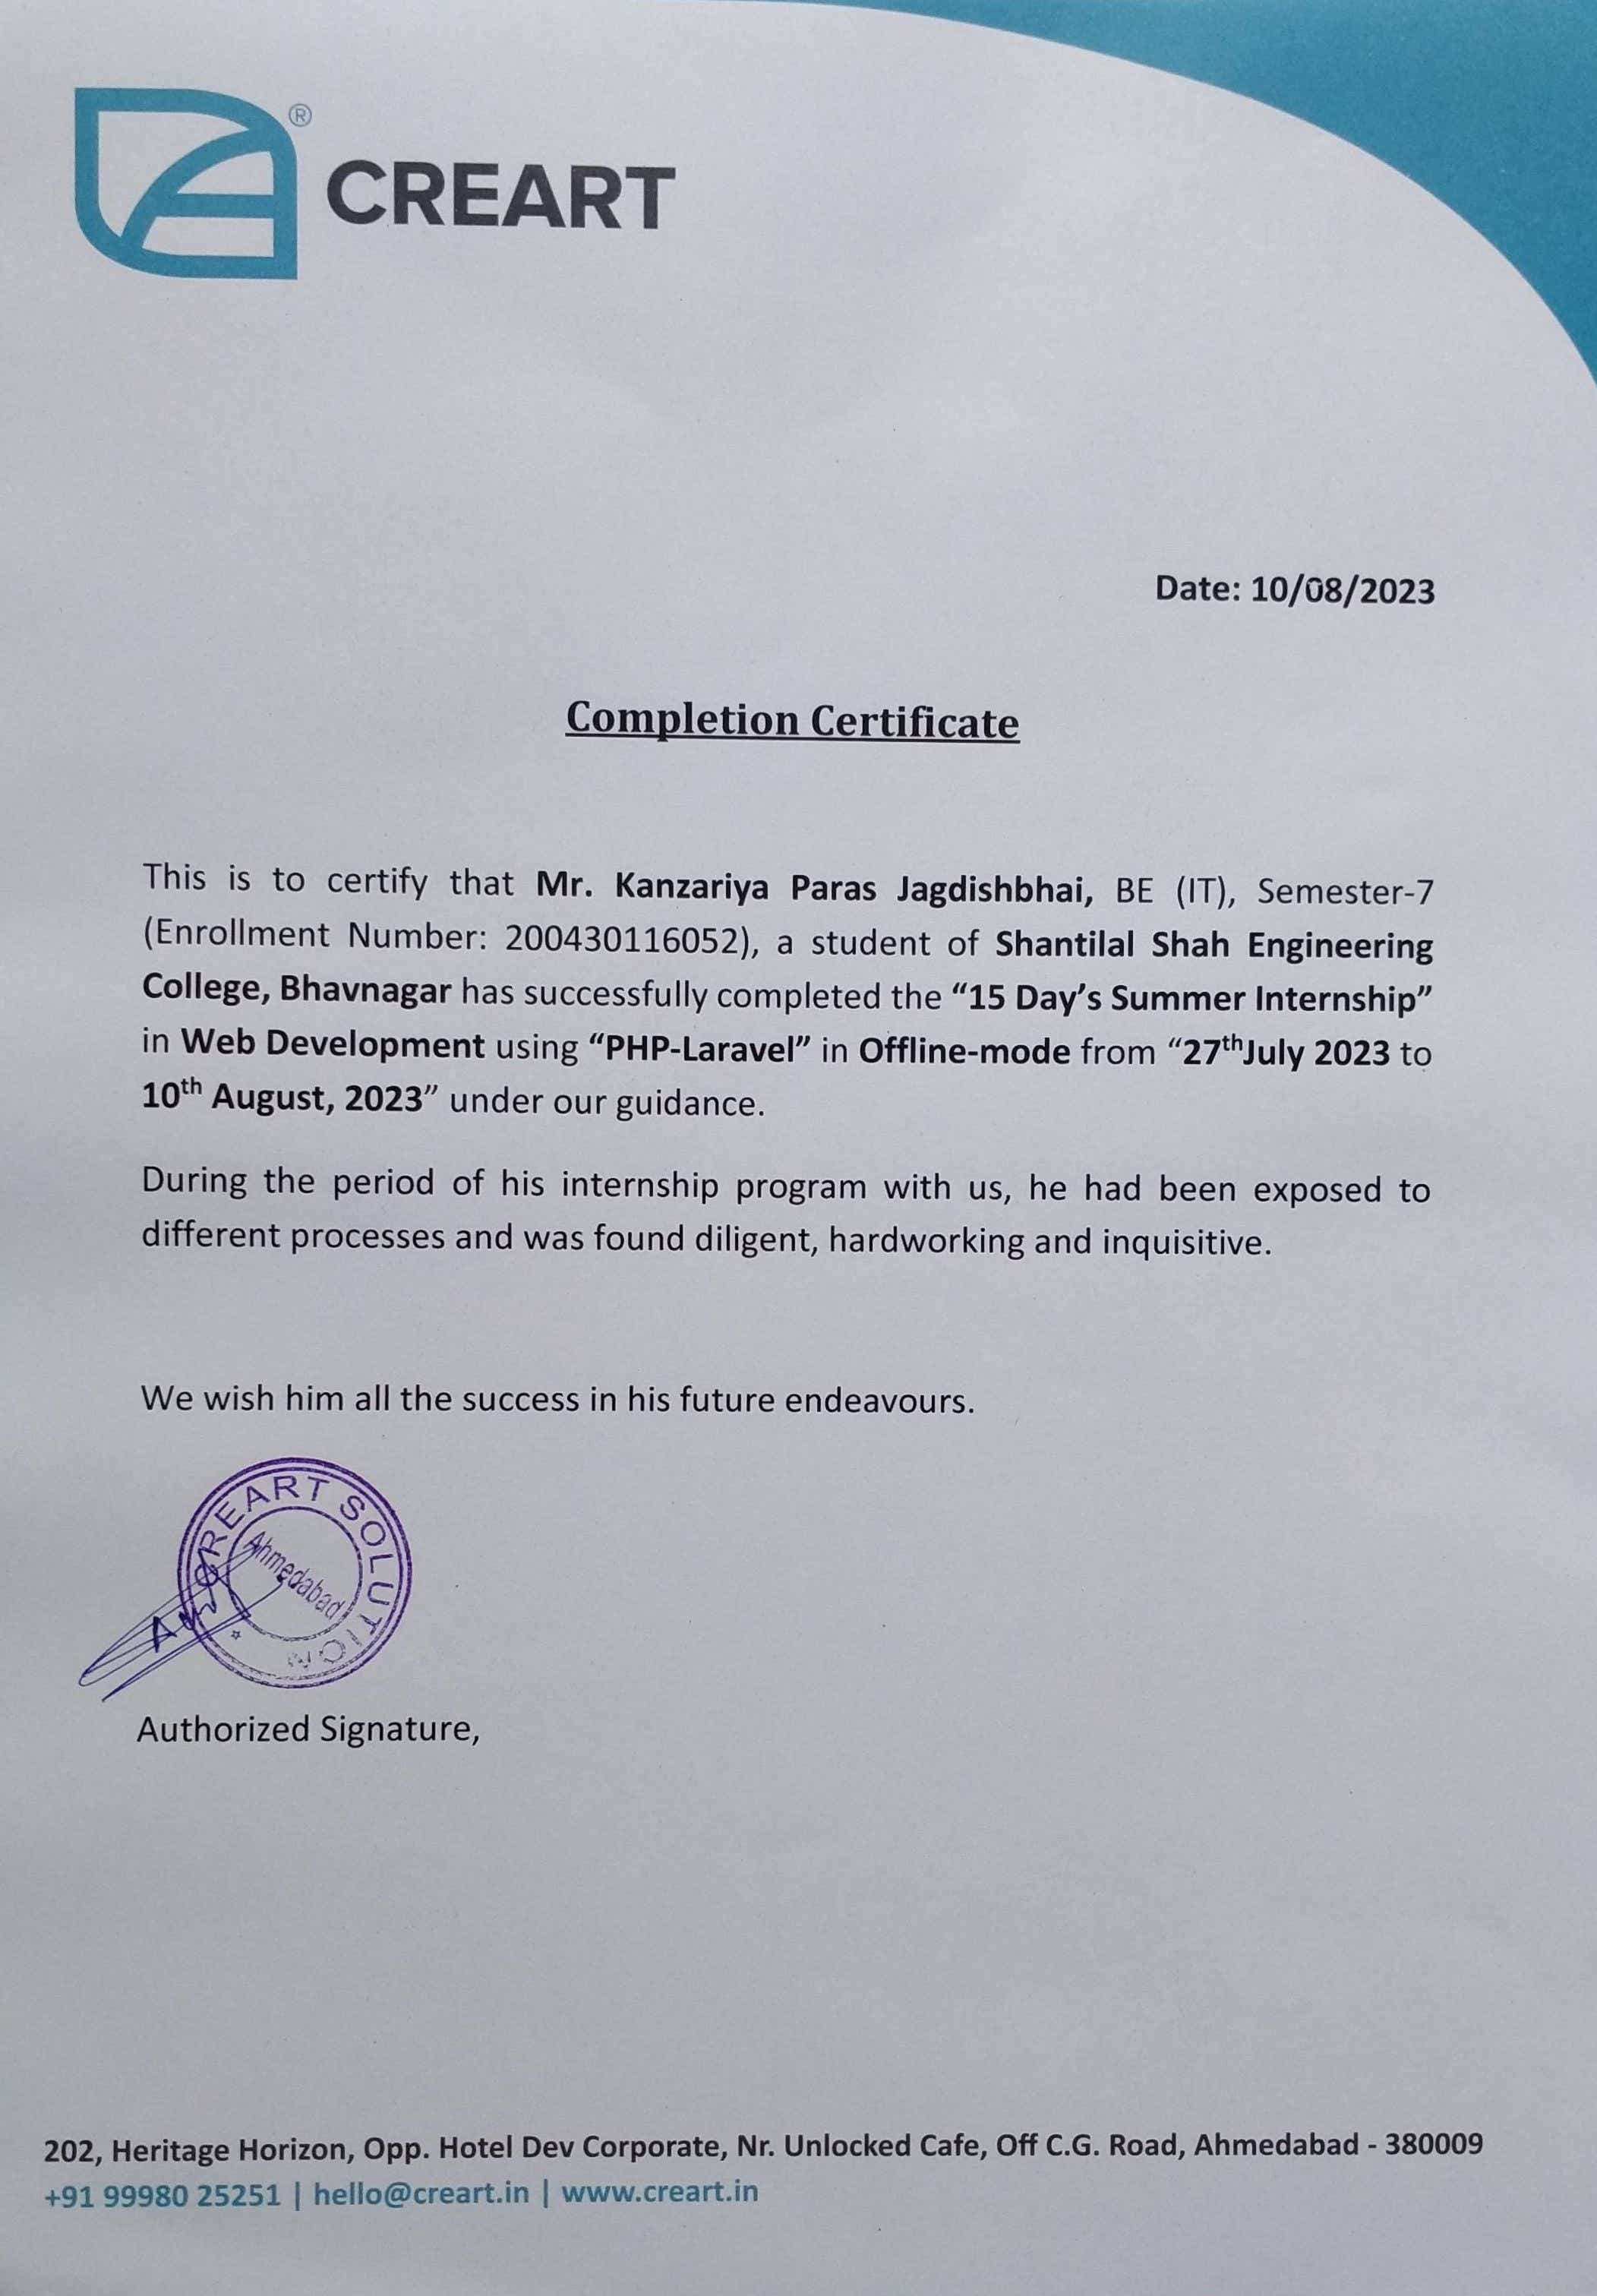 ®
CREART
Date: 10/08/2023
Completion Certificate
This is to certify that Mr. Kanzariya Paras Jagdishbhai, BE (IT), Semester-7
(Enrollment Number: 200430116052), a student of Shantilal Shah Engineering
College, Bhavnagar has successfully completed the “15 Day’s Summer Internship”
in Web Development using “PHP-Laravel” in Offline-mode from “27thJuly 2023 to
10th August, 2023” under our guidance.
During the period of his internship program with us, he had been exposed to
different processes and was found diligent, hardworking and inquisitive.
We wish him all the success in his future endeavours.
CREART SOLUTION
Ahmedabad
Authorized Signature,
202, Heritage Horizon, Opp. Hotel Dev Corporate, Nr. Unlocked Cafe, Off C.G. Road, Ahmedabad - 380009
+91 99980 25251 | hello@creart.in | www.creart.in